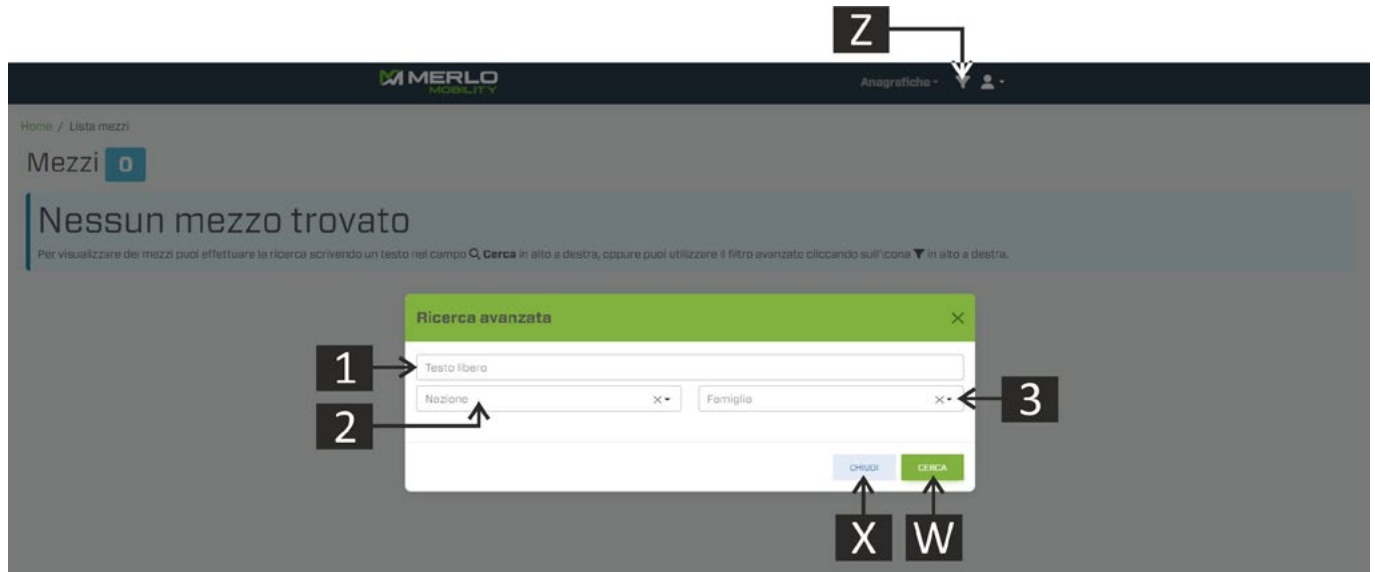 Z
MERLO
MOBILITY
Anagrafiche
Home / Lista mezzi
Mezzi 0
Nessun mezzo trovato
Per visualizzare dei mezzi puoi effettuare la ricerca scrivendo un testo nel campo Cerca in alto a destra, oppure puoi utilizzare il filtro avanzato cliccando sull'icona in alto a destra.
Ricerca avanzata ×
1
Testo libero
Nazione ×
Famiglia ×
3
2
CHIUDI
CERCA
X
W